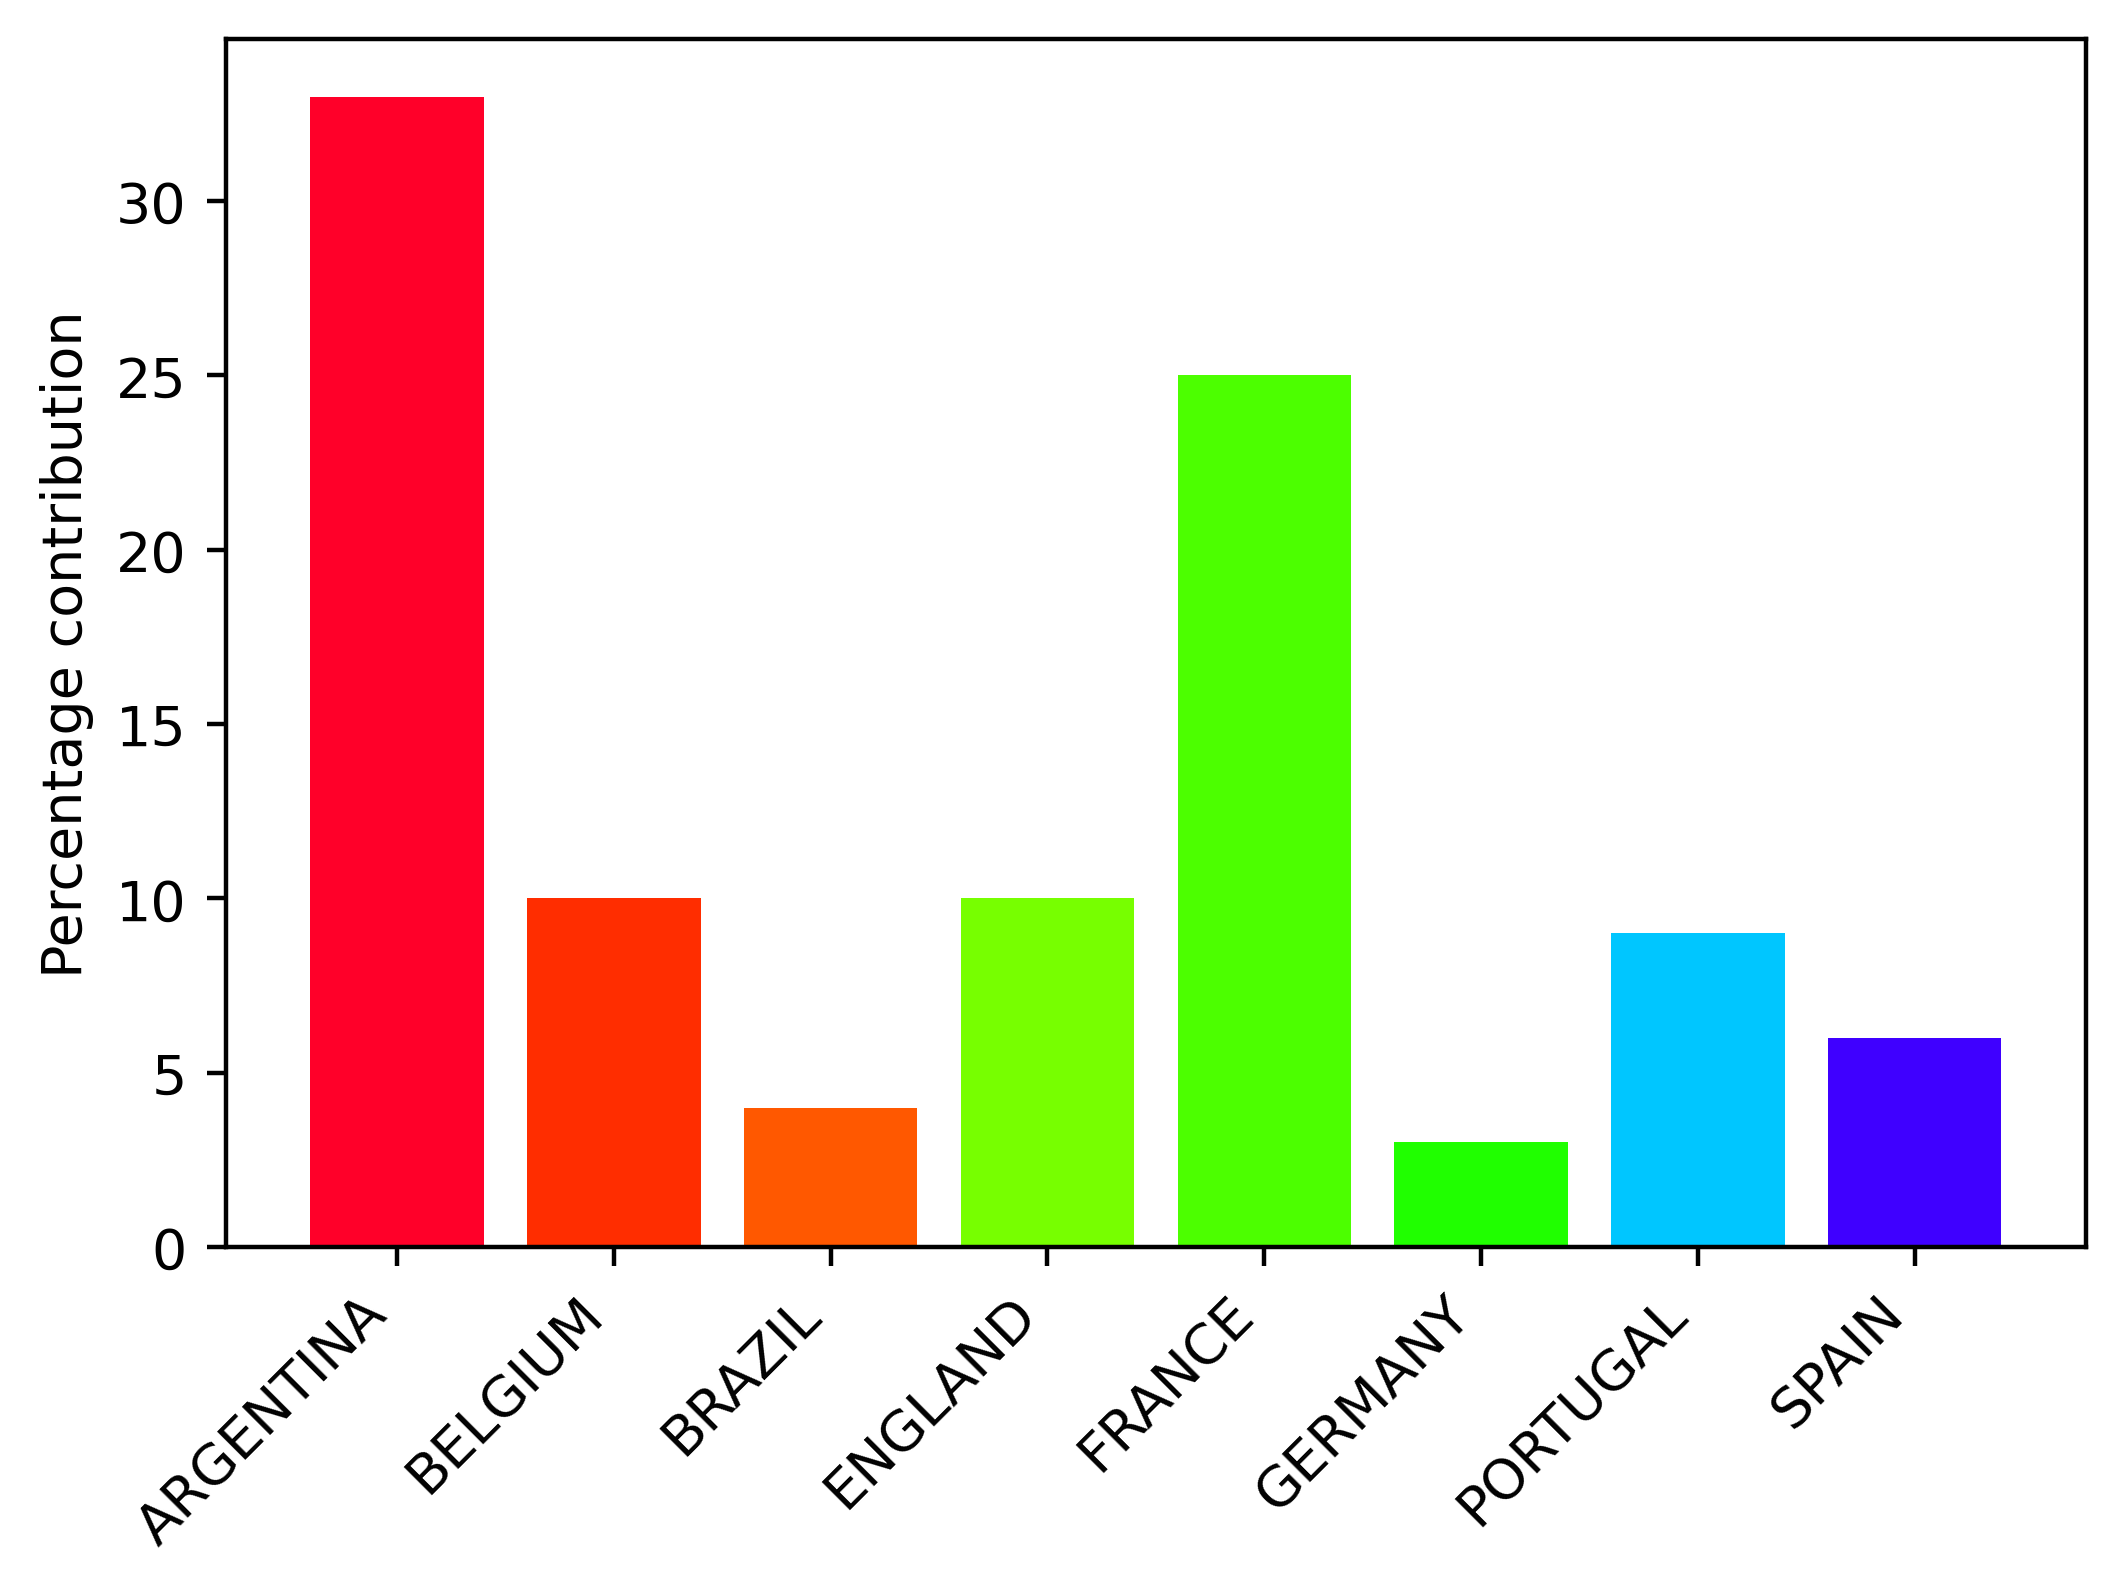 Percentage contribution
30
25
20
15
10
5
0
ARGENTINA
BELGIUM
BRAZIL
ENGLAND
FRANCE
GERMANY
PORTUGAL
SPAIN